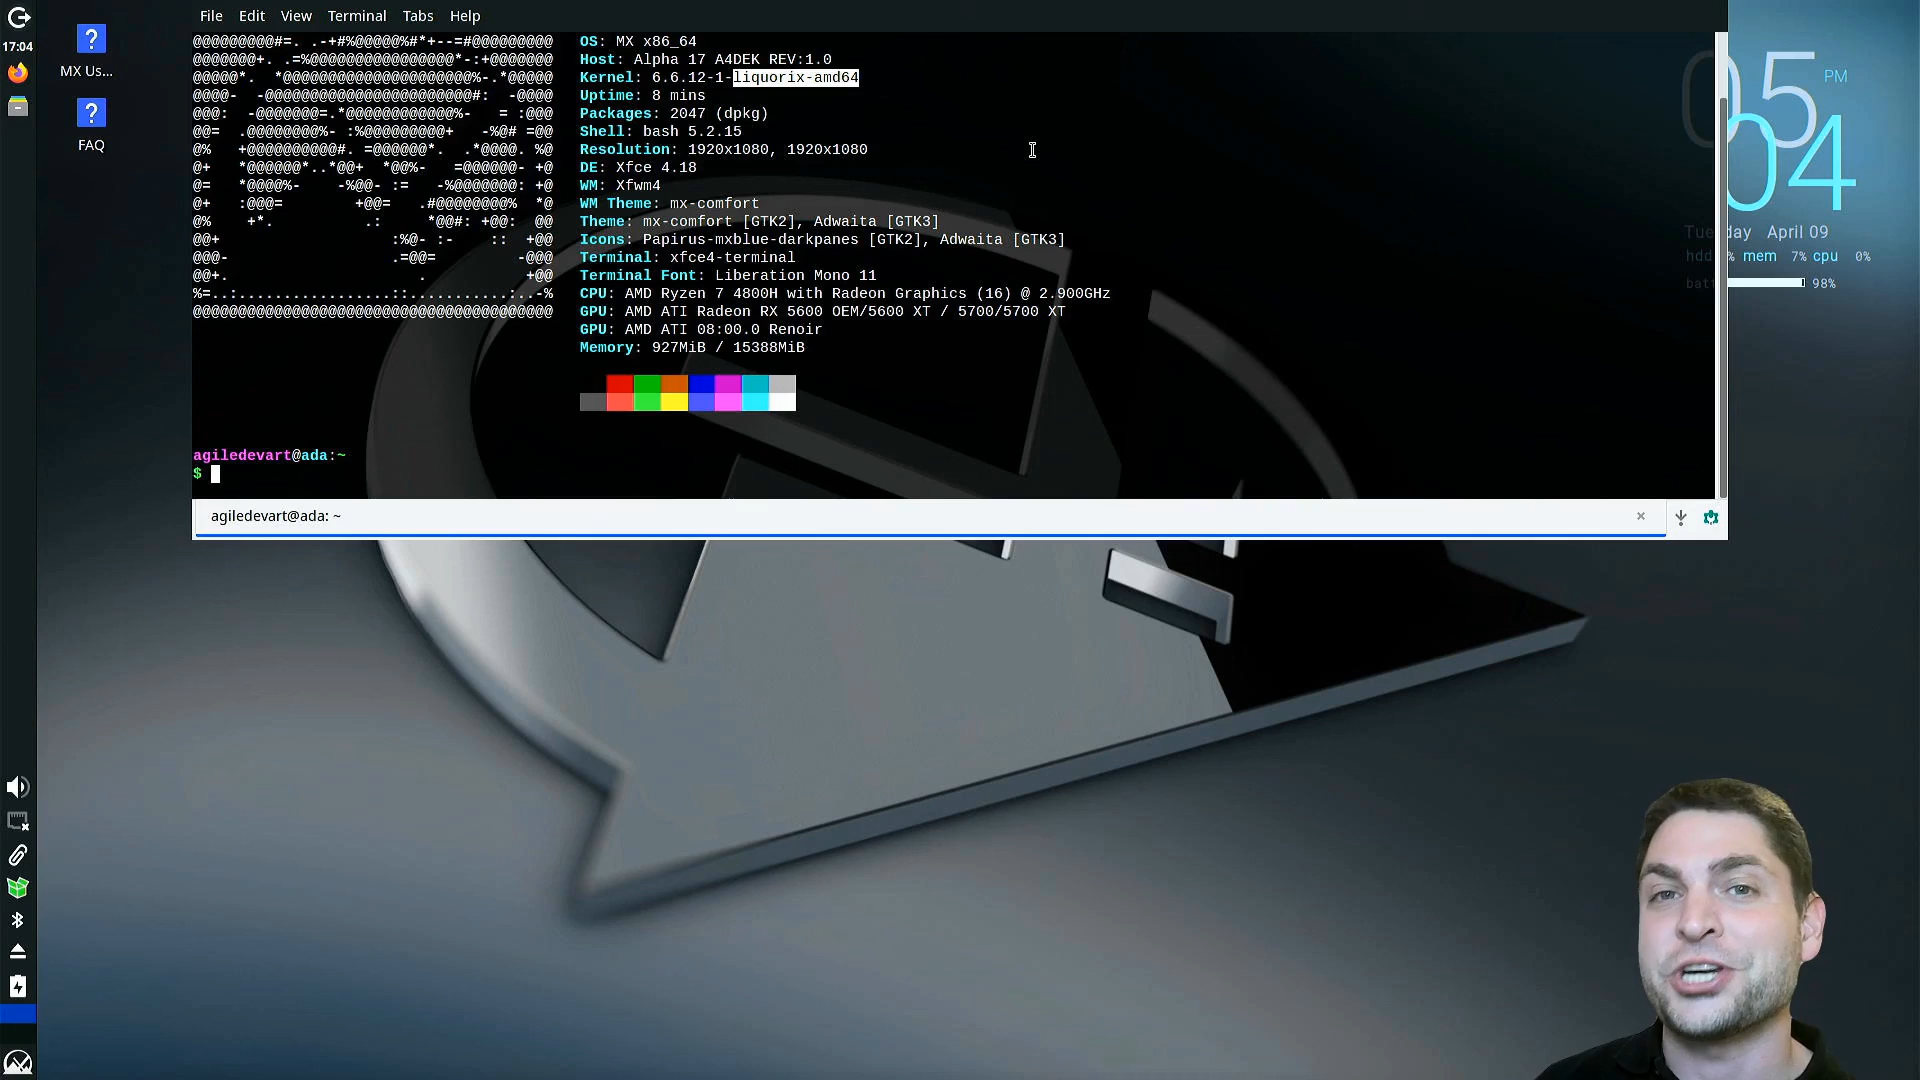 File Edit View Terminal Tabs Help
17:04
MX Us...
FAQ
OS: MX x86_64
Host: Alpha 17 A4DEK REV:1.0
Kernel: 6.6.12-1-liquorix-amd64
Uptime: 8 mins
Packages: 2047 (dpkg)
Shell: bash 5.2.15
Resolution: 1920x1080, 1920x1080
DE: Xfce 4.18
WM: Xfwm4
WM Theme: mx-comfort
Theme: mx-comfort [GTK2], Adwaita [GTK3]
Icons: Papirus-mxblue-darkpanes [GTK2], Adwaita [GTK3]
Terminal: xfce4-terminal
Terminal Font: Liberation Mono 11
CPU: AMD Ryzen 7 4800H with Radeon Graphics (16) @ 2.900GHz
GPU: AMD ATI Radeon RX 5600 OEM/5600 XT / 5700/5700 XT
GPU: AMD ATI 08:00.0 Renoir
Memory: 927MiB / 15388MiB
agiledevart@ada:~
$
agiledevart@ada: ~
05 PM
04
Tuesday April 09
hdd % mem 7% cpu 0%
batt 98%